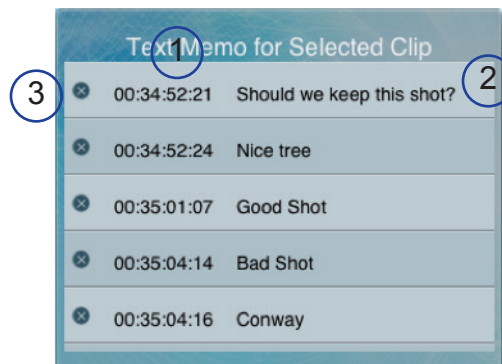 Text Memo for Selected Clip
1
2
3
00:34:52:21 Should we keep this shot?
00:34:52:24 Nice tree
00:35:01:07 Good Shot
00:35:04:14 Bad Shot
00:35:04:16 Conway